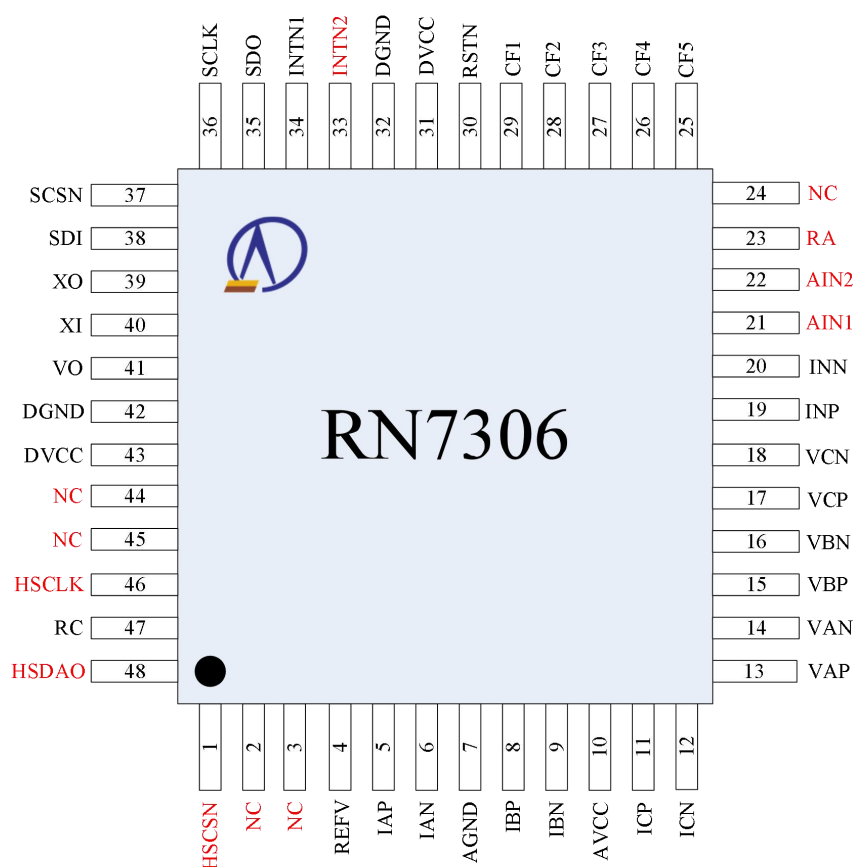 SCLK SDO INTN1 INTN2 DGND DVCC RSTN CF1 CF2 CF3 CF4 CF5
36 35 34 33 32 31 30 29 28 27 26 25
SCSN 37
SDI 38
XO 39
XI 40
VO 41
DGND 42
DVCC 43
NC 44
NC 45
HSCLK 46
RC 47
HSDAO 48
RN7306
24 NC
23 RA
22 AIN2
21 AIN1
20 INN
19 INP
18 VCN
17 VCP
16 VBN
15 VBP
14 VAN
13 VAP
1 2 3 4 5 6 7 8 9 10 11 12
HSCSN NC NC REFV IAP IAN AGND IBP IBN AVCC ICP ICN